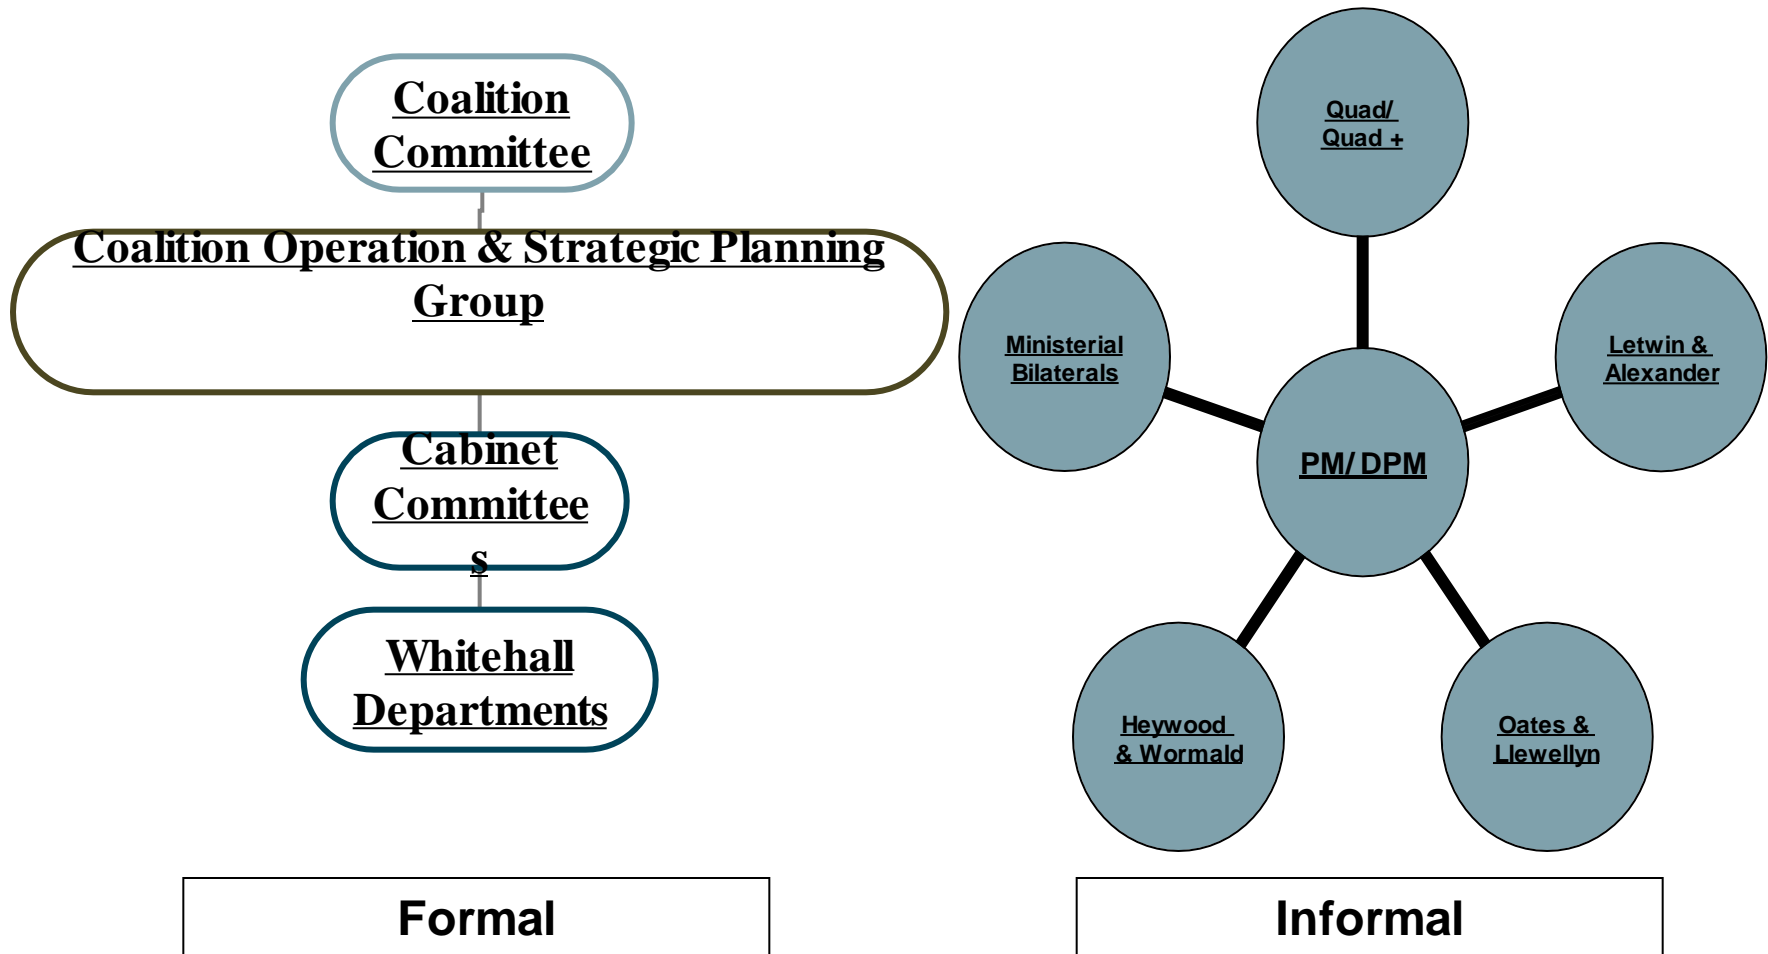 Coalition
Committee
Coalition Operation & Strategic Planning
Group
Cabinet
Committee
s
Whitehall
Departments
Formal
Quad/
Quad +
Ministerial
Bilaterals
Letwin &
Alexander
PM/ DPM
Heywood
& Wormald
Oates &
Llewellyn
Informal